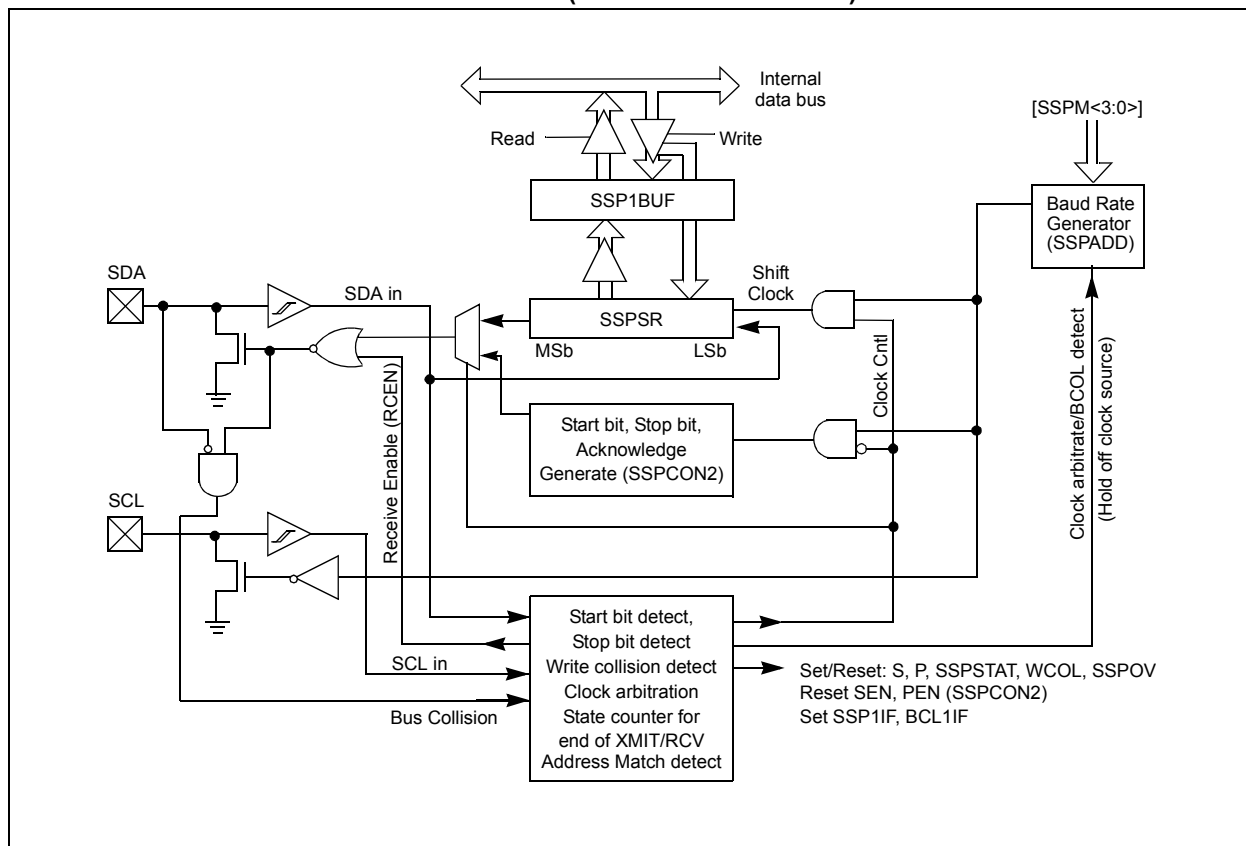 Internal
data bus
[SSPM<3:0>]
Read
Write
SSP1BUF
Baud Rate
Generator
(SSPADD)
SDA
SDA in
Shift
Clock
SSPSR
MSb
LSb
Receive Enable (RCEN)
Clock Cntl
Clock arbitrate/BCOL detect
(Hold off clock source)
Start bit, Stop bit,
Acknowledge
Generate (SSPCON2)
SCL
SCL in
Bus Collision
Start bit detect,
Stop bit detect
Write collision detect
Clock arbitration
State counter for
end of XMIT/RCV
Address Match detect
Set/Reset: S, P, SSPSTAT, WCOL, SSPOV
Reset SEN, PEN (SSPCON2)
Set SSP1IF, BCL1IF